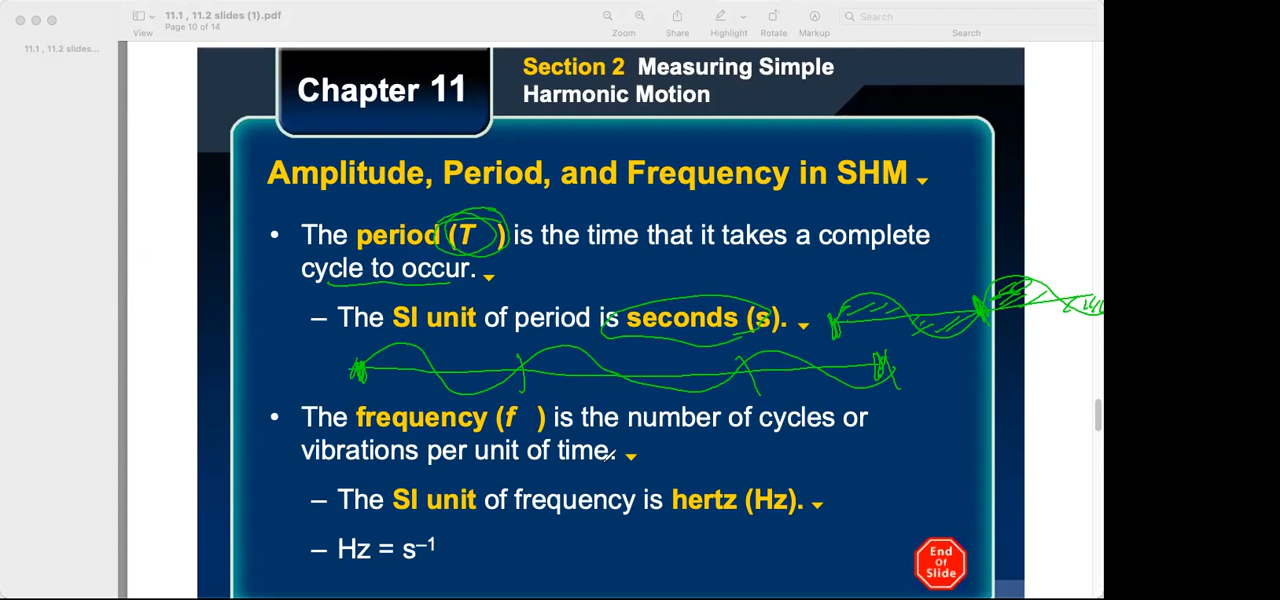 11.1 , 11.2 slides (1).pdf
Page 10 of 14
View
Zoom
Share
Highlight
Rotate
Markup
Search
Search
11.1 , 11.2 slides...
Chapter 11
Section 2 Measuring Simple
Harmonic Motion
Amplitude, Period, and Frequency in SHM
• The period (T ) is the time that it takes a complete
cycle to occur.
– The SI unit of period is seconds (s).
• The frequency (f ) is the number of cycles or
vibrations per unit of time.
– The SI unit of frequency is hertz (Hz).
– Hz = s⁻¹
End
Of
Slide